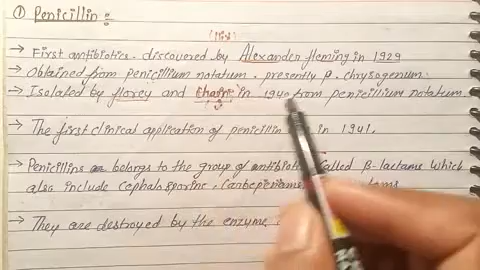 ① Penicillin :-
→ First antibiotics. discovered by Alexander fleming in 1929
→ Obtained from penicillium notatum. presently P. chrysogenum.
→ Isolated by florey and Chain in 1940 from penicillium notatum.
→ The first clinical application of penicillin in 1941.
→ Penicillins belongs to the group of antibiotic called β-lactams which
also include Cephalosporins. Carbepenams
→ They are destroyed by the enzyme